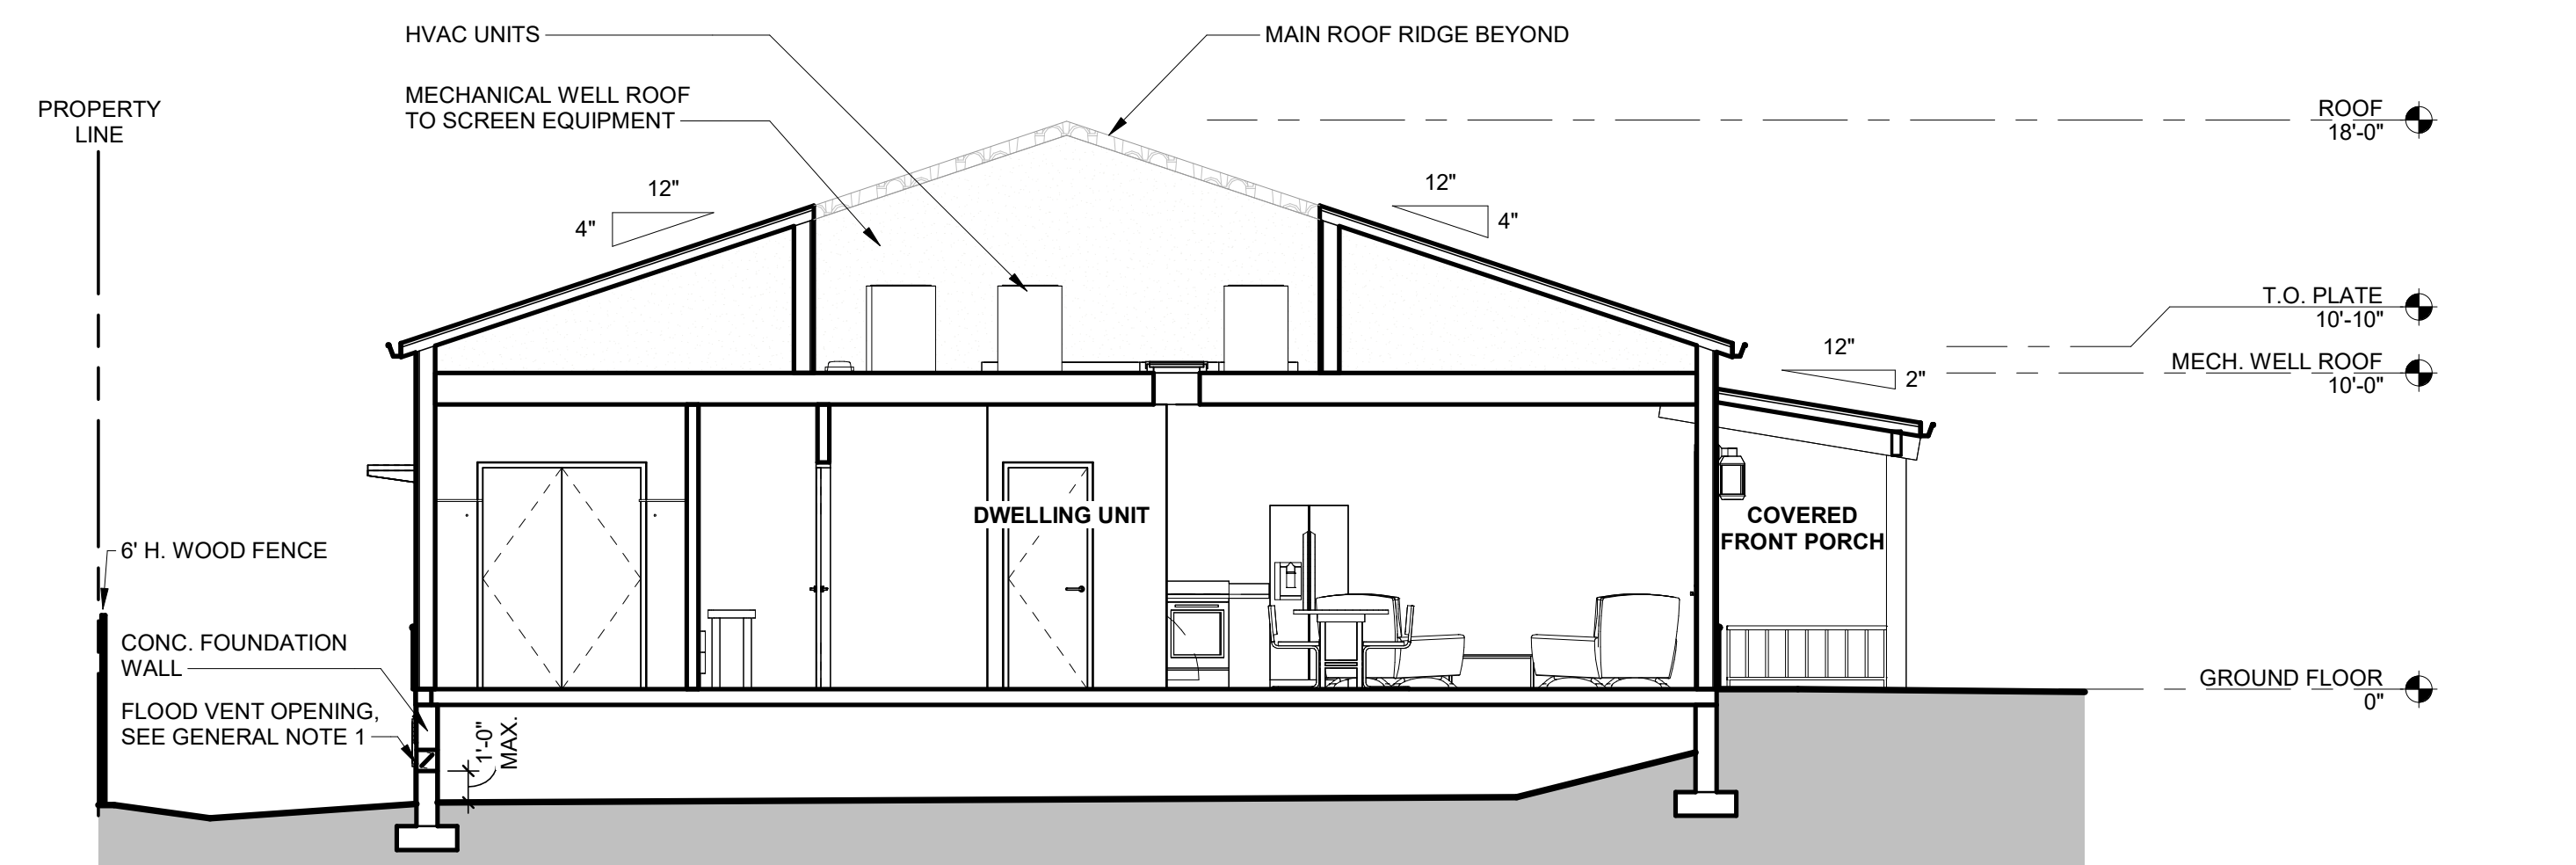 HVAC UNITS
MAIN ROOF RIDGE BEYOND
MECHANICAL WELL ROOF
TO SCREEN EQUIPMENT
PROPERTY
LINE
ROOF
18'-0"
12"
4"
12"
4"
T.O. PLATE
10'-10"
12"
2"
MECH. WELL ROOF
10'-0"
DWELLING UNIT
COVERED
FRONT PORCH
6' H. WOOD FENCE
CONC. FOUNDATION
WALL
GROUND FLOOR
0"
FLOOD VENT OPENING,
SEE GENERAL NOTE 1
1'-0"
MAX.